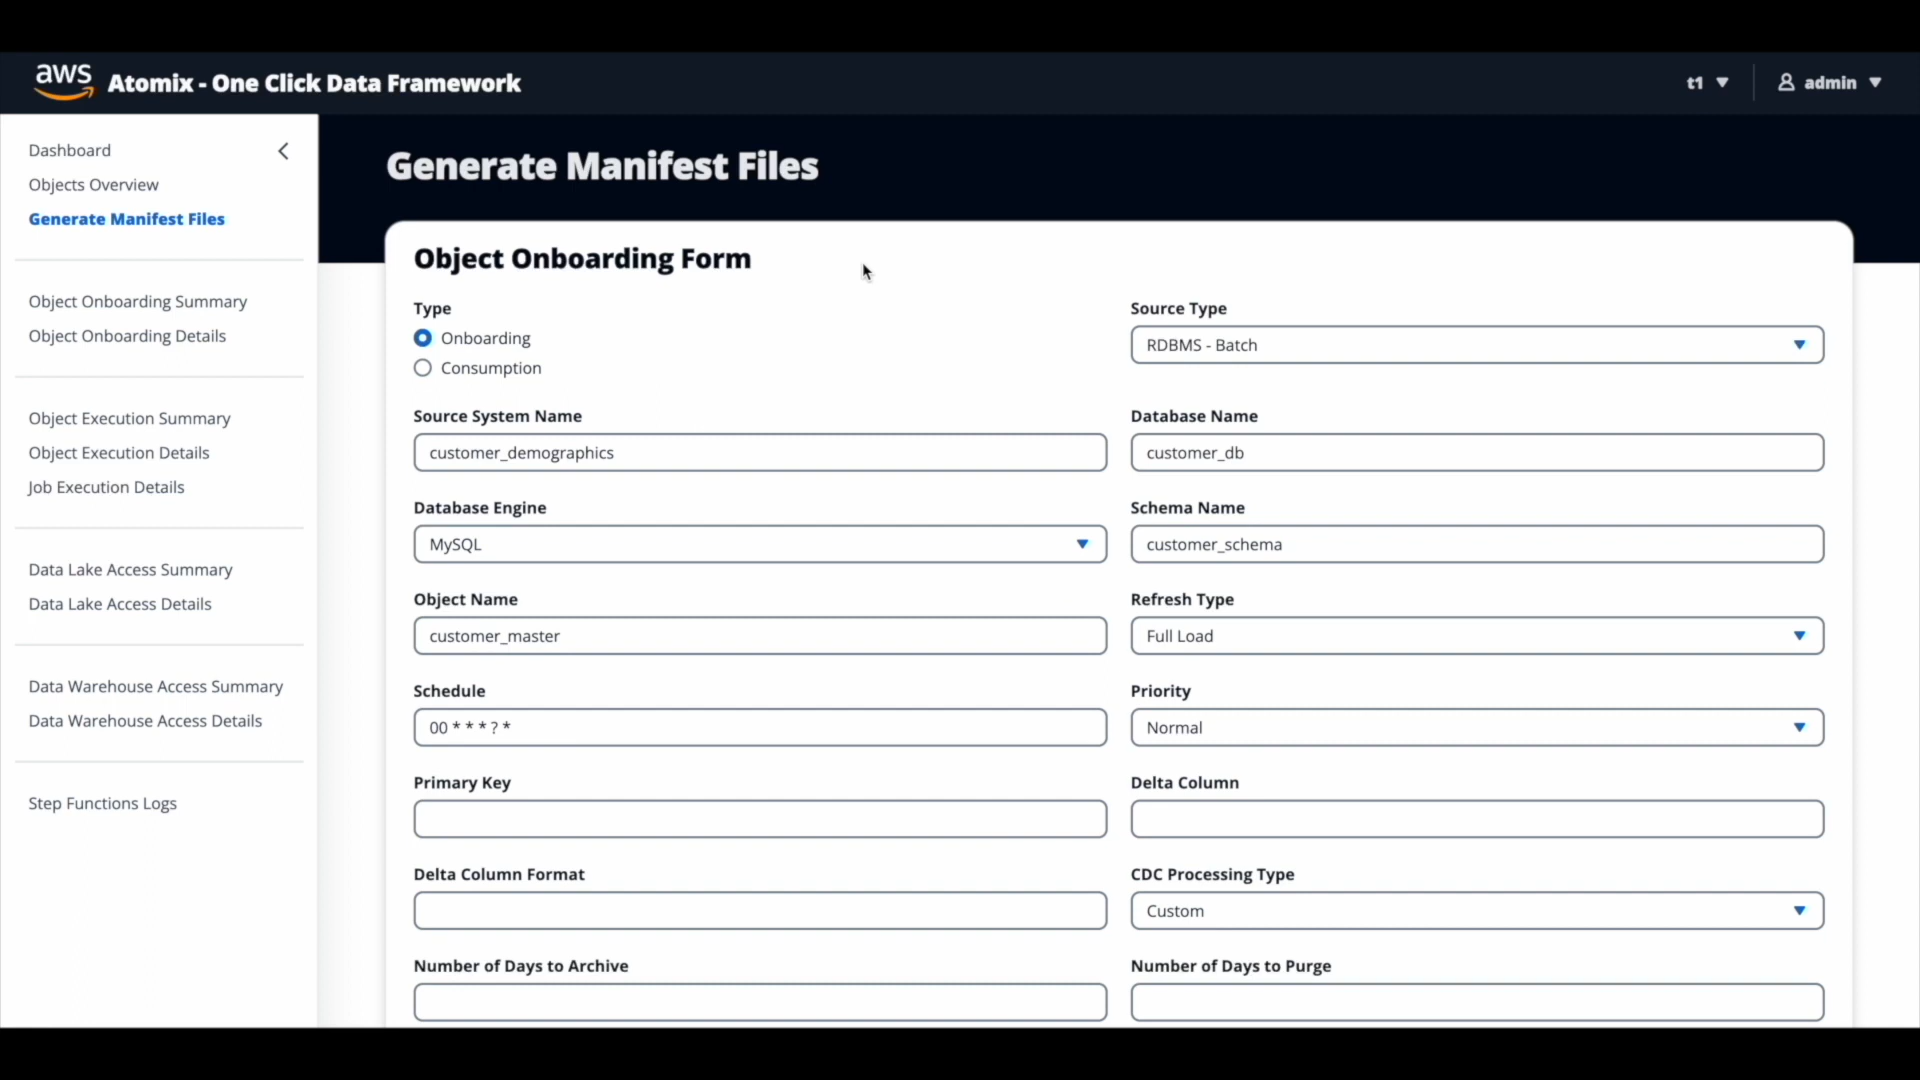 aws Atomix - One Click Data Framework
t1
admin
Dashboard
Objects Overview
Generate Manifest Files
Object Onboarding Summary
Object Onboarding Details
Object Execution Summary
Object Execution Details
Job Execution Details
Data Lake Access Summary
Data Lake Access Details
Data Warehouse Access Summary
Data Warehouse Access Details
Step Functions Logs
Generate Manifest Files
Object Onboarding Form
Type
Onboarding
Consumption
Source Type
RDBMS - Batch
Source System Name
customer_demographics
Database Name
customer_db
Database Engine
MySQL
Schema Name
customer_schema
Object Name
customer_master
Refresh Type
Full Load
Schedule
00 * * * ? *
Priority
Normal
Primary Key
Delta Column
Delta Column Format
CDC Processing Type
Custom
Number of Days to Archive
Number of Days to Purge